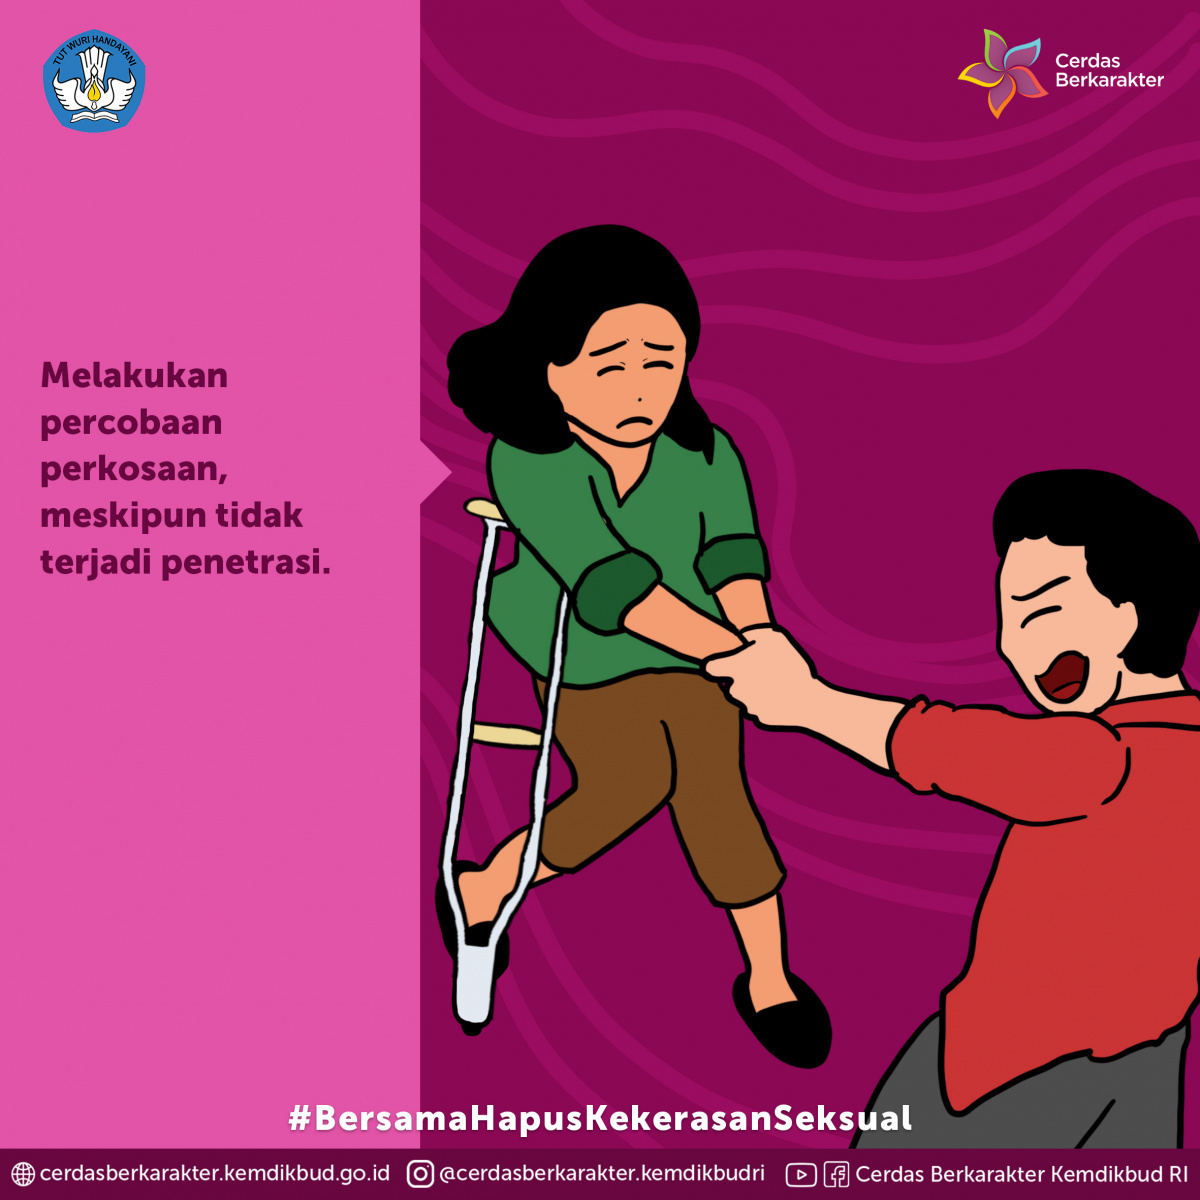 TUT WURI HANDAYANI
Cerdas
Berkarakter
Melakukan
percobaan
perkosaan,
meskipun tidak
terjadi penetrasi.
#BersamaHapusKekerasanSeksual
cerdasberkarakter.kemdikbud.go.id @cerdasberkarakter.kemdikbudri Cerdas Berkarakter Kemdikbud RI